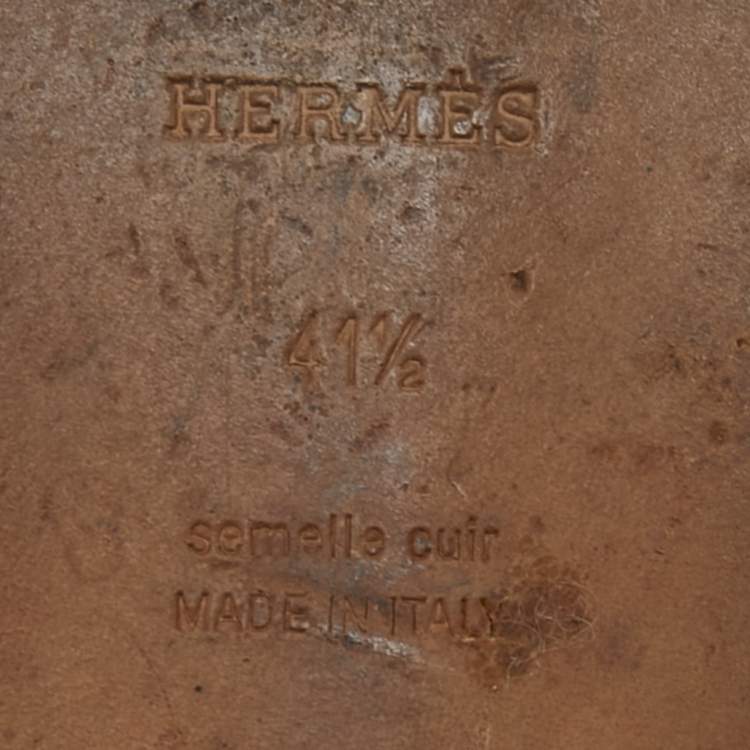 HERMÈS
41½
semelle cuir
MADE IN ITALY